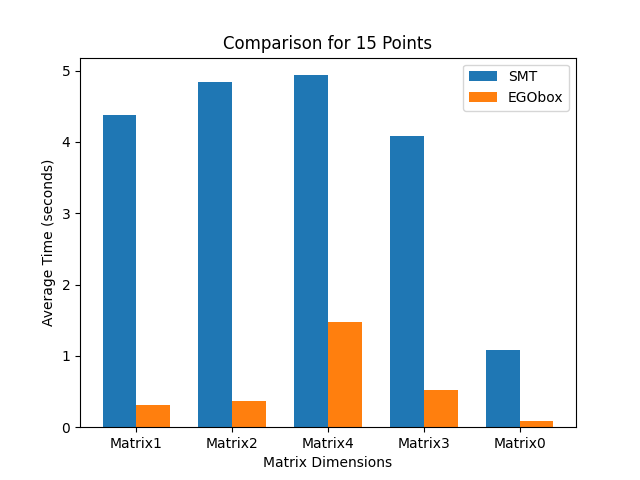 Comparison for 15 Points
SMT
EGObox
Average Time (seconds)
5
4
3
2
1
0
Matrix1 Matrix2 Matrix4 Matrix3 Matrix0
Matrix Dimensions